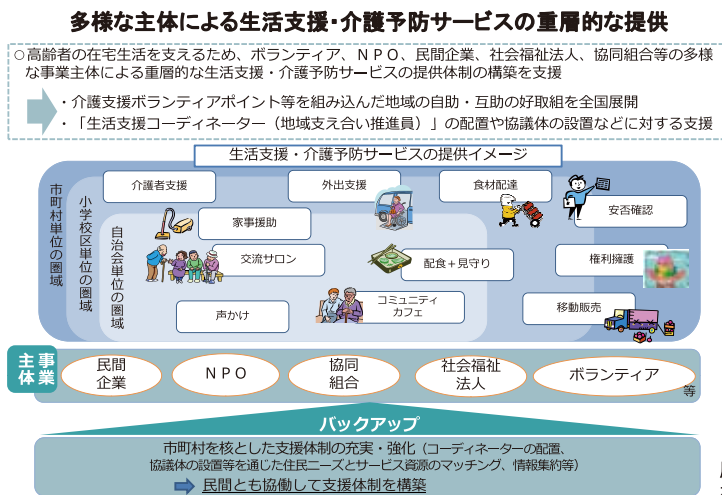 多様な主体による生活支援・介護予防サービスの重層的な提供
○高齢者の在宅生活を支えるため、ボランティア、ＮＰＯ、民間企業、社会福祉法人、協同組合等の多様
な事業主体による重層的な生活支援・介護予防サービスの提供体制の構築を支援
・介護支援ボランティアポイント等を組み込んだ地域の自助・互助の好取組を全国展開
・「生活支援コーディネーター（地域支え合い推進員）」の配置や協議体の設置などに対する支援
生活支援・介護予防サービスの提供イメージ
市町村単位の圏域
小学校区単位の圏域
自治会単位の圏域
介護者支援
外出支援
食材配達
安否確認
家事援助
交流サロン
配食＋見守り
権利擁護
声かけ
コミュニティ
カフェ
移動販売
事業
主体
民間
企業
ＮＰＯ
協同
組合
社会福祉
法人
ボランティア
等
バックアップ
市町村を核とした支援体制の充実・強化（コーディネーターの配置、
協議体の設置等を通じた住民ニーズとサービス資源のマッチング、情報集約等）
民間とも協働して支援体制を構築